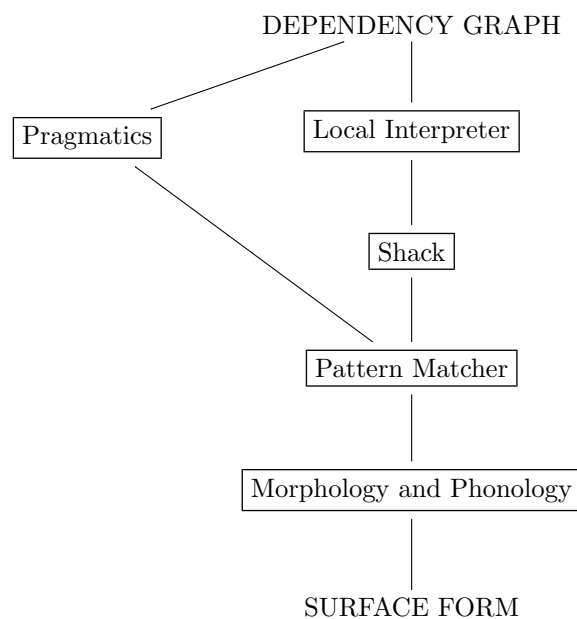 DEPENDENCY GRAPH
Pragmatics
Local Interpreter
Shack
Pattern Matcher
Morphology and Phonology
SURFACE FORM